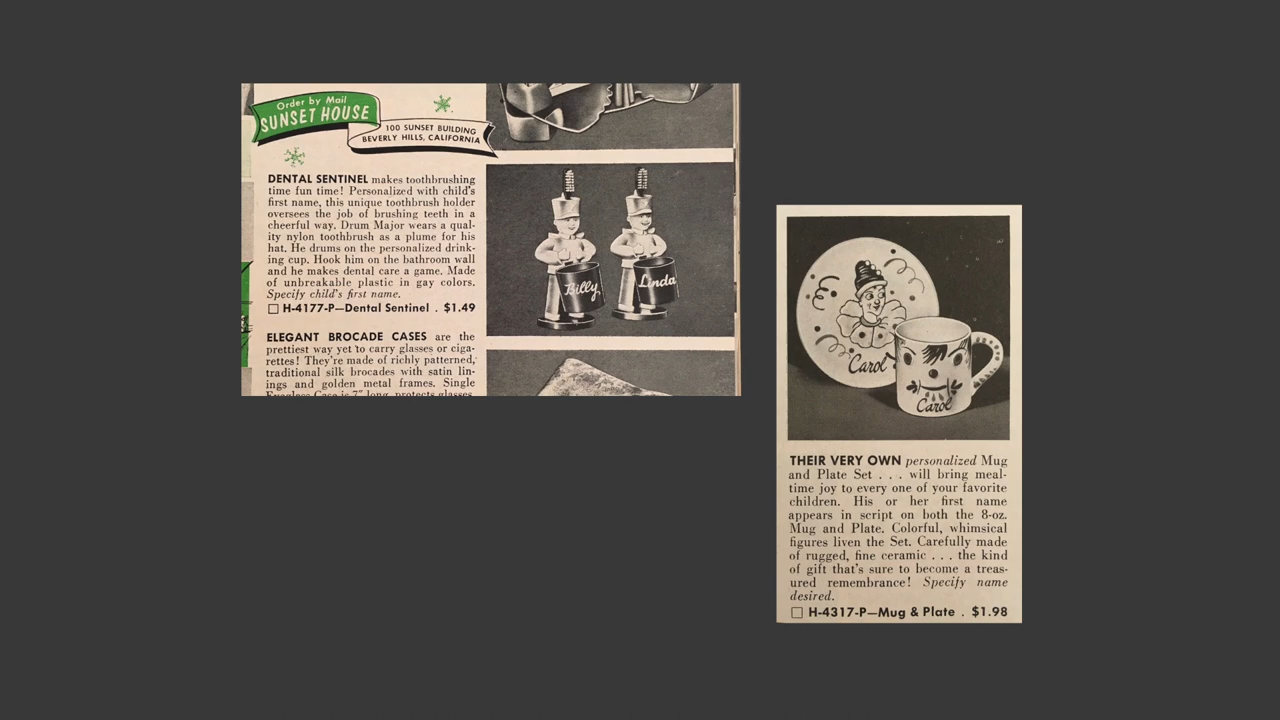 Order by Mail
SUNSET HOUSE
100 SUNSET BUILDING
BEVERLY HILLS, CALIFORNIA
DENTAL SENTINEL makes toothbrushing
time fun time! Personalized with child's
first name, this unique toothbrush holder
oversees the job of brushing teeth in a
cheerful way. Drum Major wears a qual-
ity nylon toothbrush as a plume for his
hat. He drums on the personalized drink-
ing cup. Hook him on the bathroom wall
and he makes dental care a game. Made
of unbreakable plastic in gay colors.
Specify child's first name.
☐ H-4177-P—Dental Sentinel . $1.49
ELEGANT BROCADE CASES are the
prettiest way yet to carry glasses or ciga-
rettes! They're made of richly patterned,
traditional silk brocades with satin lin-
ings and golden metal frames. Single
Eyeglass Case is 7" long, protects glasses
Billy
Linda
Carol
Carol
THEIR VERY OWN personalized Mug
and Plate Set . . . will bring meal-
time joy to every one of your favorite
children. His or her first name
appears in script on both the 8-oz.
Mug and Plate. Colorful, whimsical
figures liven the Set. Carefully made
of rugged, fine ceramic . . . the kind
of gift that's sure to become a treas-
ured remembrance! Specify name
desired.
☐ H-4317-P—Mug & Plate . $1.98